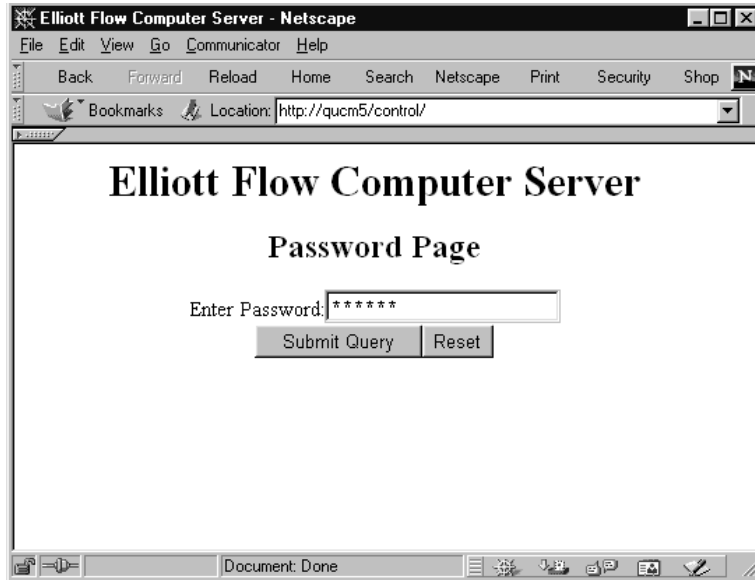 Elliott Flow Computer Server - Netscape
File Edit View Go Communicator Help
Back Forward Reload Home Search Netscape Print Security Shop N
Bookmarks Location: http://qucm5/control/
Elliott Flow Computer Server
Password Page
Enter Password: ******
Submit Query Reset
Document: Done